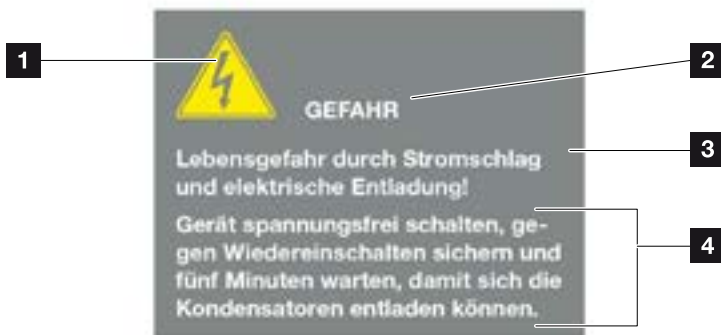 1
2
GEFAHR
3
Lebensgefahr durch Stromschlag
und elektrische Entladung!
4
Gerät spannungsfrei schalten, ge-
gen Wiedereinschalten sichern und
fünf Minuten warten, damit sich die
Kondensatoren entladen können.